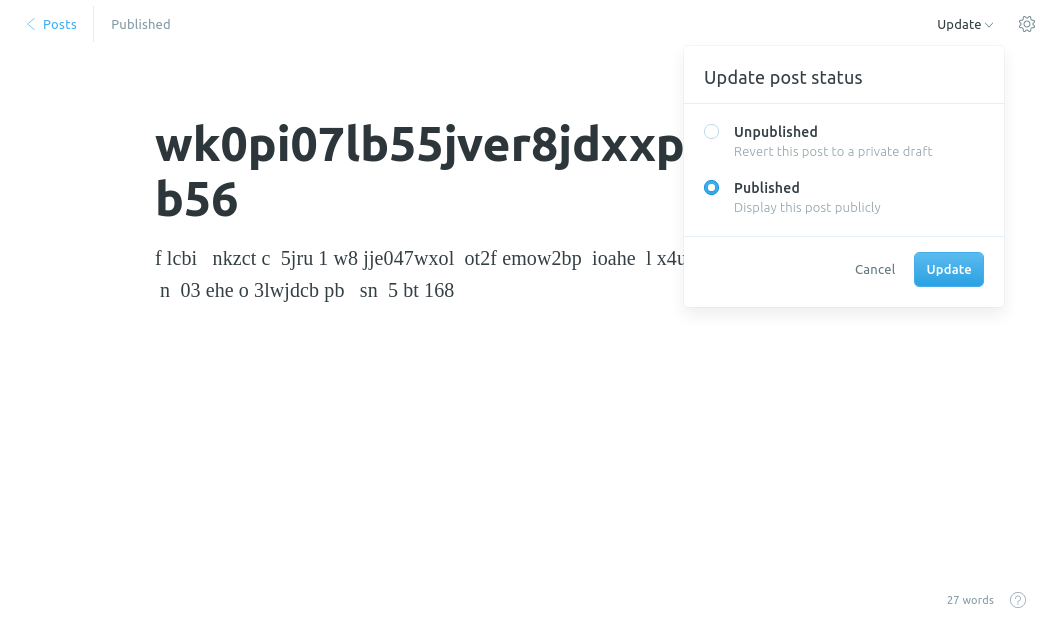 Posts
Published
Update
Update post status
Unpublished
Revert this post to a private draft
Published
Display this post publicly
Cancel
Update
wk0pi07lb55jver8jdxxp
b56
f lcbi   nkzct c  5jru 1 w8 jje047wxol  ot2f emow2bp  ioahe  l x4u
n  03 ehe o 3lwjdcb pb   sn  5 bt 168
27 words